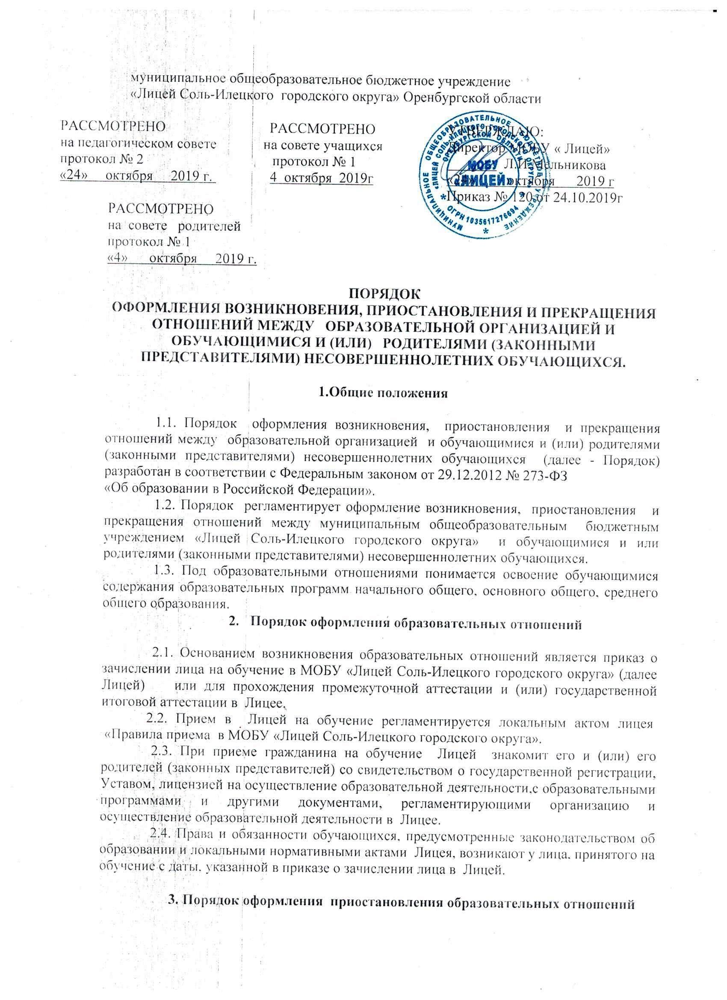 муниципальное общеобразовательное бюджетное учреждение
«Лицей Соль-Илецкого городского округа» Оренбургской области
РАССМОТРЕНО
на педагогическом совете
протокол № 2
«24» октября 2019 г.
РАССМОТРЕНО
на совете учащихся
протокол № 1
4 октября 2019г
УТВЕРЖДАЮ:
Директор МОБУ « Лицей»
Л.И.Мельникова
«24» октября 2019 г
Приказ № 120 от 24.10.2019г
МУНИЦИПАЛЬНОЕ ОБЩЕОБРАЗОВАТЕЛЬНОЕ БЮДЖЕТНОЕ УЧРЕЖДЕНИЕ
«ЛИЦЕЙ СОЛЬ-ИЛЕЦКОГО ГОРОДСКОГО ОКРУГА»
ОРЕНБУРГСКОЙ ОБЛАСТИ
МОБУ
«ЛИЦЕЙ»
ОГРН 1035617276694
РАССМОТРЕНО
на совете родителей
протокол № 1
«4» октября 2019 г.
ПОРЯДОК
ОФОРМЛЕНИЯ ВОЗНИКНОВЕНИЯ, ПРИОСТАНОВЛЕНИЯ И ПРЕКРАЩЕНИЯ
ОТНОШЕНИЙ МЕЖДУ ОБРАЗОВАТЕЛЬНОЙ ОРГАНИЗАЦИЕЙ И
ОБУЧАЮЩИМИСЯ И (ИЛИ) РОДИТЕЛЯМИ (ЗАКОННЫМИ
ПРЕДСТАВИТЕЛЯМИ) НЕСОВЕРШЕННОЛЕТНИХ ОБУЧАЮЩИХСЯ.
1.Общие положения
1.1. Порядок оформления возникновения, приостановления и прекращения
отношений между образовательной организацией и обучающимися и (или) родителями
(законными представителями) несовершеннолетних обучающихся (далее - Порядок)
разработан в соответствии с Федеральным законом от 29.12.2012 № 273-ФЗ
«Об образовании в Российской Федерации».
1.2. Порядок регламентирует оформление возникновения, приостановления и
прекращения отношений между муниципальным общеобразовательным бюджетным
учреждением «Лицей Соль-Илецкого городского округа» и обучающимися и или
родителями (законными представителями) несовершеннолетних обучающихся.
1.3. Под образовательными отношениями понимается освоение обучающимися
содержания образовательных программ начального общего, основного общего, среднего
общего образования.
2. Порядок оформления образовательных отношений
2.1. Основанием возникновения образовательных отношений является приказ о
зачислении лица на обучение в МОБУ «Лицей Соль-Илецкого городского округа» (далее
Лицей) или для прохождения промежуточной аттестации и (или) государственной
итоговой аттестации в Лицее.
2.2. Прием в Лицей на обучение регламентируется локальным актом лицея
«Правила приема в МОБУ «Лицей Соль-Илецкого городского округа».
2.3. При приеме гражданина на обучение Лицей знакомит его и (или) его
родителей (законных представителей) со свидетельством о государственной регистрации,
Уставом, лицензией на осуществление образовательной деятельности,с образовательными
программами и другими документами, регламентирующими организацию и
осуществление образовательной деятельности в Лицее.
2.4. Права и обязанности обучающихся, предусмотренные законодательством об
образовании и локальными нормативными актами Лицея, возникают у лица, принятого на
обучение с даты, указанной в приказе о зачислении лица в Лицей.
3. Порядок оформления приостановления образовательных отношений